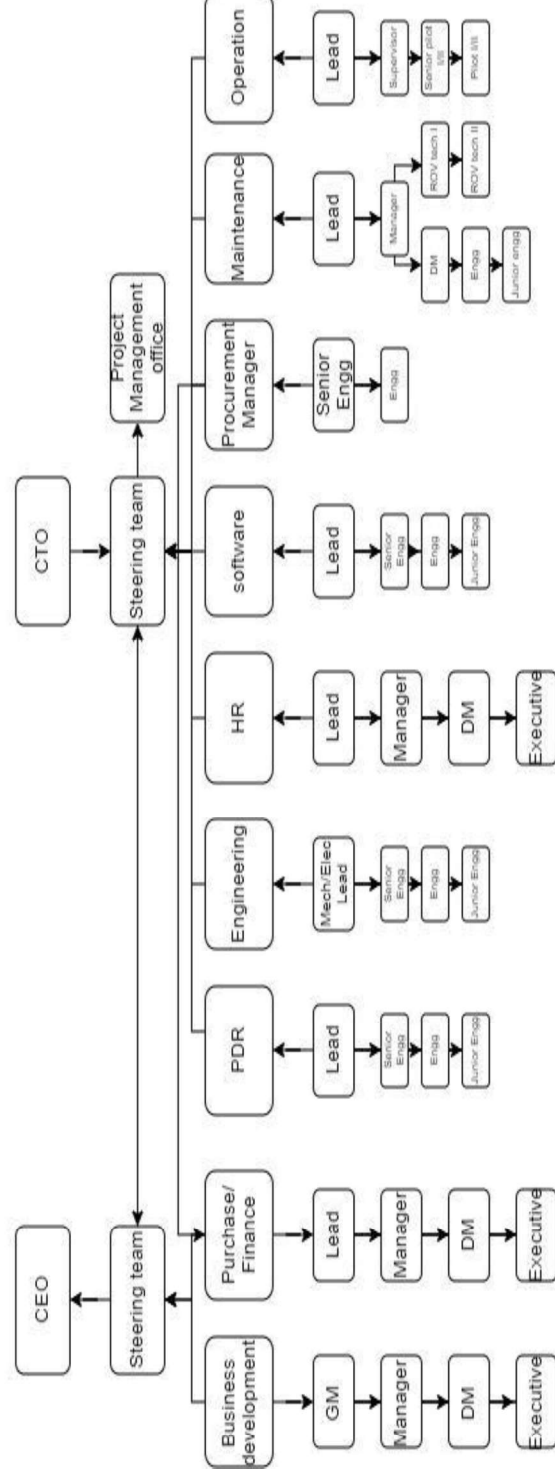 CEO
CTO
Steering team
Steering team
Project
Management
office
Business
development
Purchase/
Finance
PDR
Engineering
HR
software
Procurement
Manager
Maintenance
Operation
GM
Lead
Lead
Mech/Elec
Lead
Lead
Lead
Senior
Engg
Lead
Lead
Manager
Manager
Senior
Engg
Senior
Engg
Manager
Senior
Engg
Engg
Manager
Supervisor
DM
DM
Engg
Engg
DM
Engg
DM
ROV tech I
Senior pilot
I/II
Executive
Executive
Junior Engg
Junior Engg
Executive
Junior Engg
Engg
ROV tech II
Pilot I/II
Junior engg